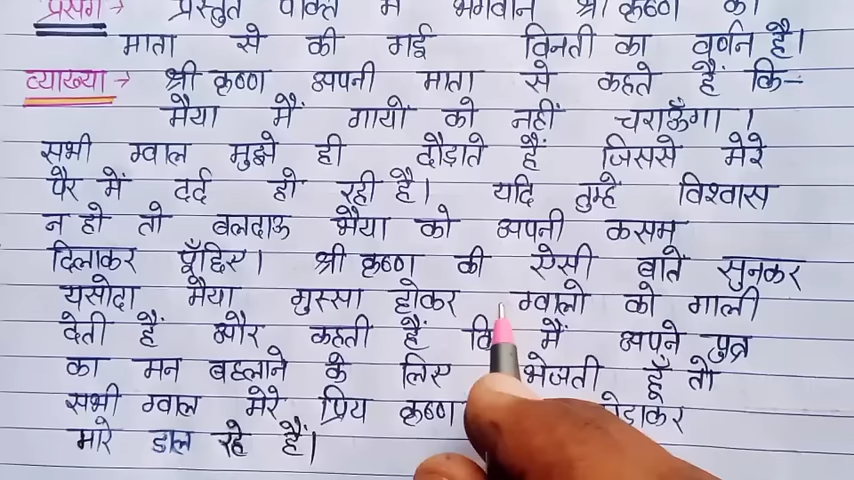 प्रसंग → प्रस्तुत पंक्ति में भगवान श्री कृष्ण की
माता से की गई विनती का वर्णन है।
व्याख्या → श्री कृष्ण अपनी माता से कहते हैं कि-
मैया मैं गायों को नहीं चराऊँगा।
सभी ग्वाल मुझे ही दौड़ाते हैं जिससे मेरे
पैर में दर्द हो रही है। यदि तुम्हें विश्वास
न हो तो बलदाऊ भैया को अपनी कसम
दिलाकर पूँछिए। श्री कृष्ण की ऐसी बाते सुनकर
यसोदा मैया गुस्सा होकर ग्वालो को गाली
देती हैं और कहती हैं मैं अपने पुत्र
का मन बहलाने के लिए भेजती हूँ तो
सभी ग्वाल मेरे प्रिय कृष्ण
मारे डाल रहे हैं।